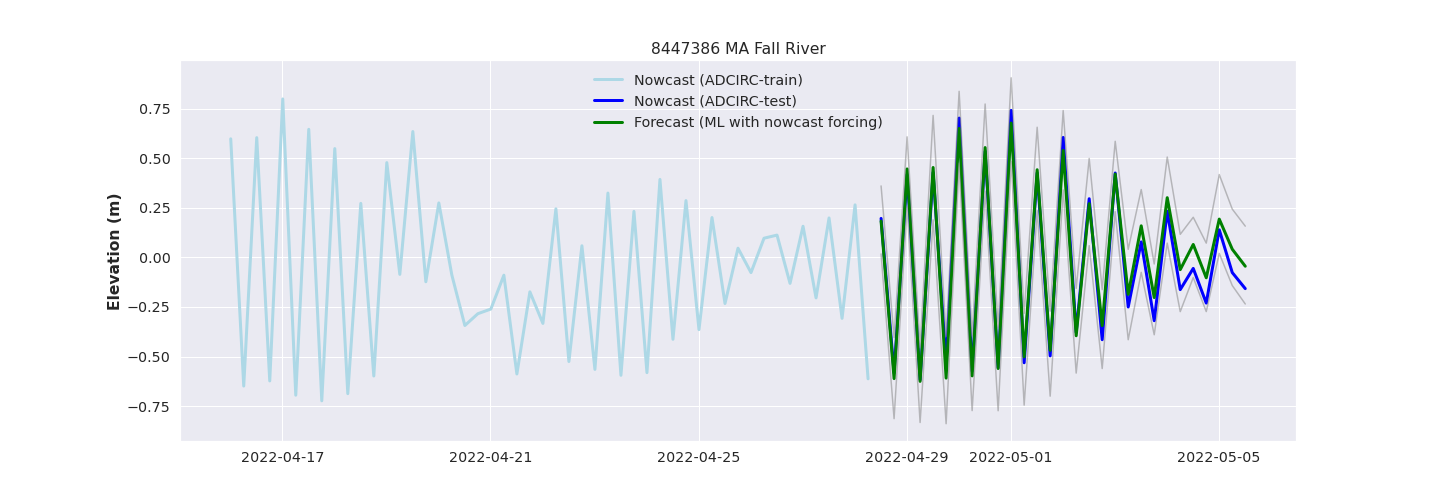 8447386 MA Fall River
Nowcast (ADCIRC-train)
Nowcast (ADCIRC-test)
Forecast (ML with nowcast forcing)
Elevation (m)
0.75
0.50
0.25
0.00
−0.25
−0.50
−0.75
2022-04-17 2022-04-21 2022-04-25 2022-04-29 2022-05-01 2022-05-05